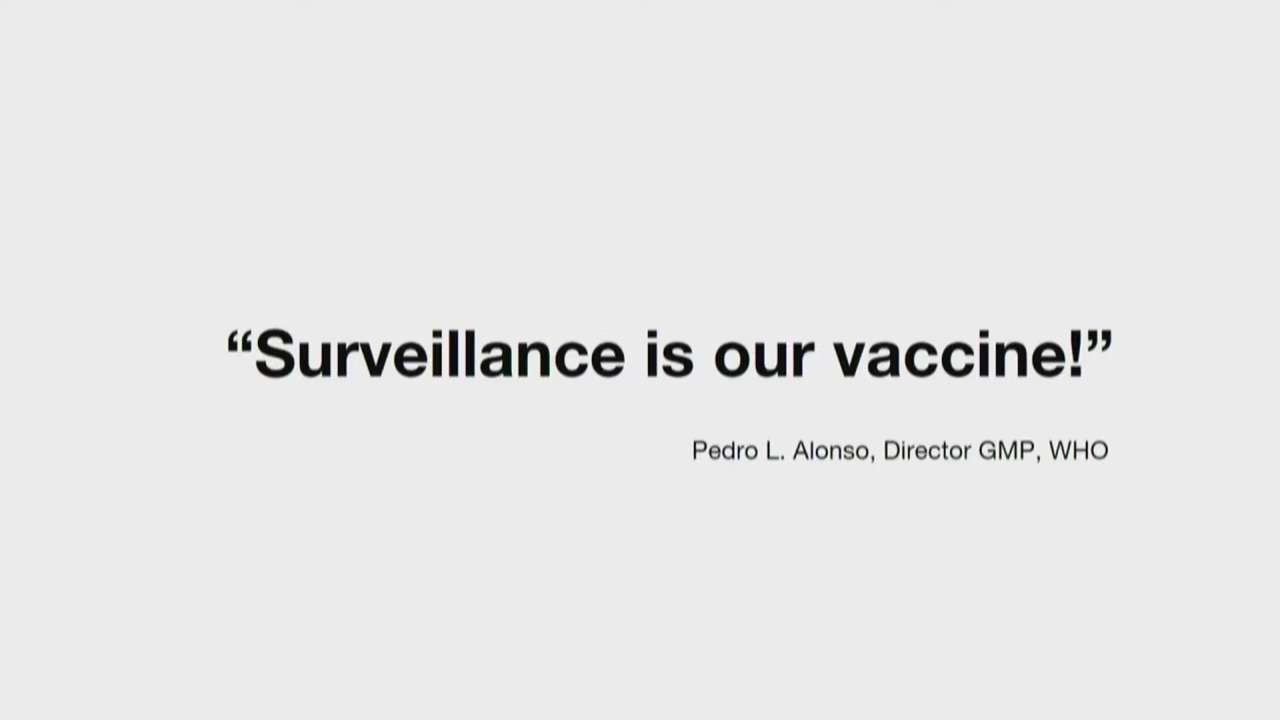 “Surveillance is our vaccine!”
Pedro L. Alonso, Director GMP, WHO